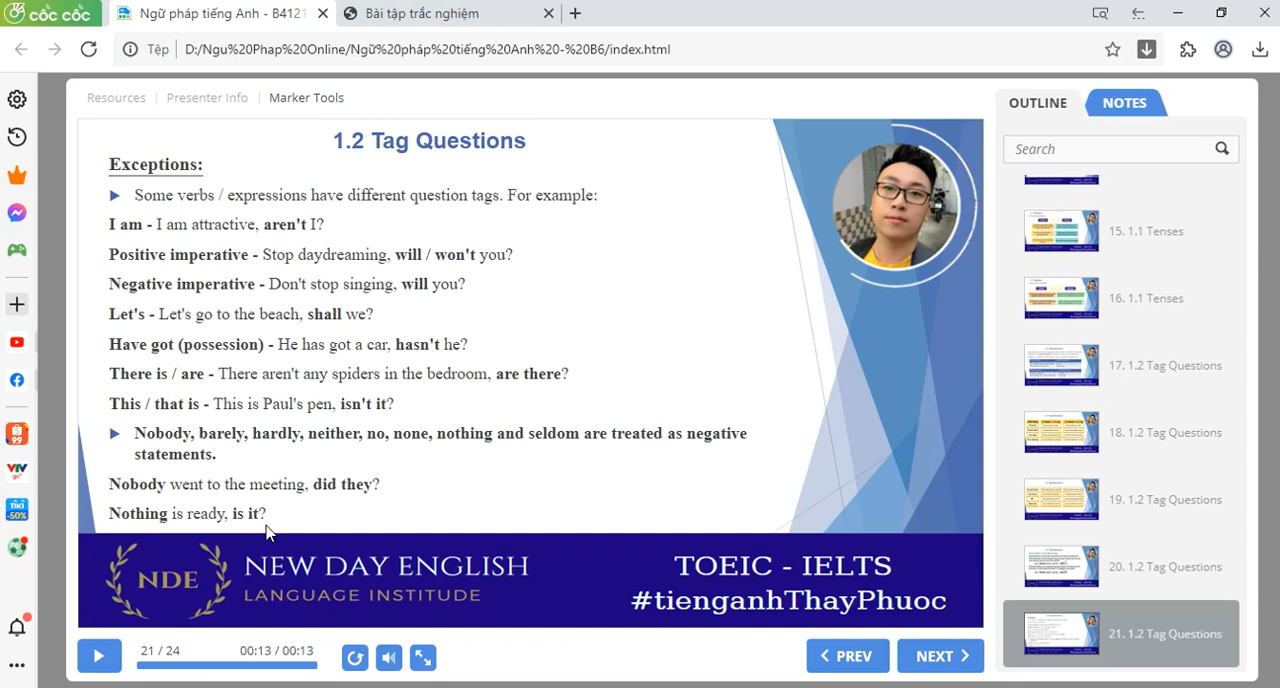 cốc cốc
Ngữ pháp tiếng Anh - B4121
Bài tập trắc nghiệm
Tệp
D:/Ngu%20Phap%20Online/Ngữ%20pháp%20tiếng%20Anh%20-%20B6/index.html
Resources
Presenter Info
Marker Tools
1.2 Tag Questions
Exceptions:
Some verbs / expressions have different question tags. For example:
I am - I am attractive, aren't I?
Positive imperative - Stop daydreaming, will / won't you?
Negative imperative - Don't stop singing, will you?
Let's - Let's go to the beach, shall we?
Have got (possession) - He has got a car, hasn't he?
There is / are - There aren't any in the bedroom, are there?
This / that is - This is Paul's pen, isn't it?
Nobody, barely, hardly, neither, no, none, nothing and seldom are treated as negative
statements.
Nobody went to the meeting, did they?
Nothing is ready, is it?
NDE
NEW DAY ENGLISH
LANGUAGE INSTITUDE
TOEIC - IELTS
#tienganhThayPhuoc
21 / 24
00:13 / 00:13
PREV
NEXT
OUTLINE
NOTES
Search
15. 1.1 Tenses
16. 1.1 Tenses
17. 1.2 Tag Questions
18. 1.2 Tag Questions
19. 1.2 Tag Questions
20. 1.2 Tag Questions
21. 1.2 Tag Questions
99
VTV
go
TIKI
-50%